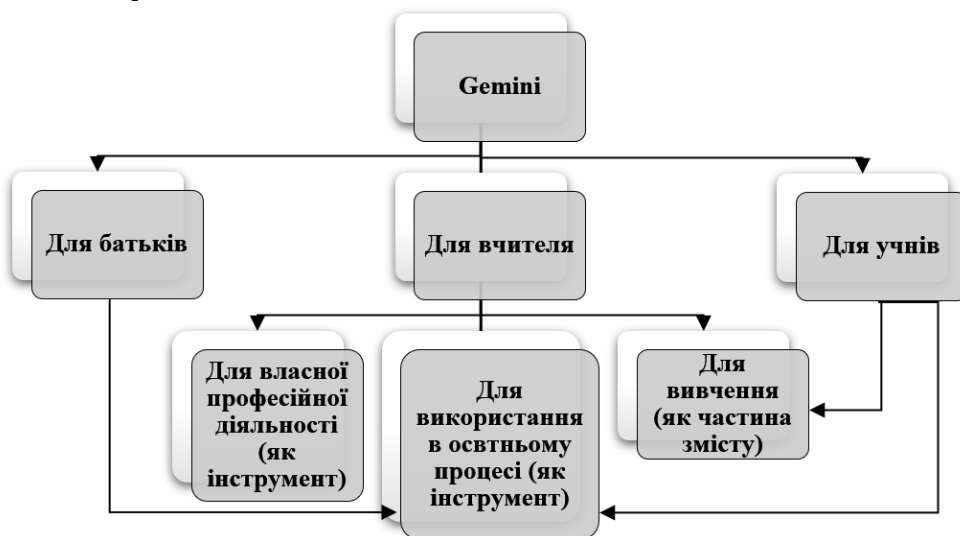 Gemini
Для батьків
Для вчителя
Для учнів
Для власної
професійної
діяльності
(як
інструмент)
Для
використання
в освтньому
процесі (як
інструмент)
Для
вивчення
(як частина
змісту)